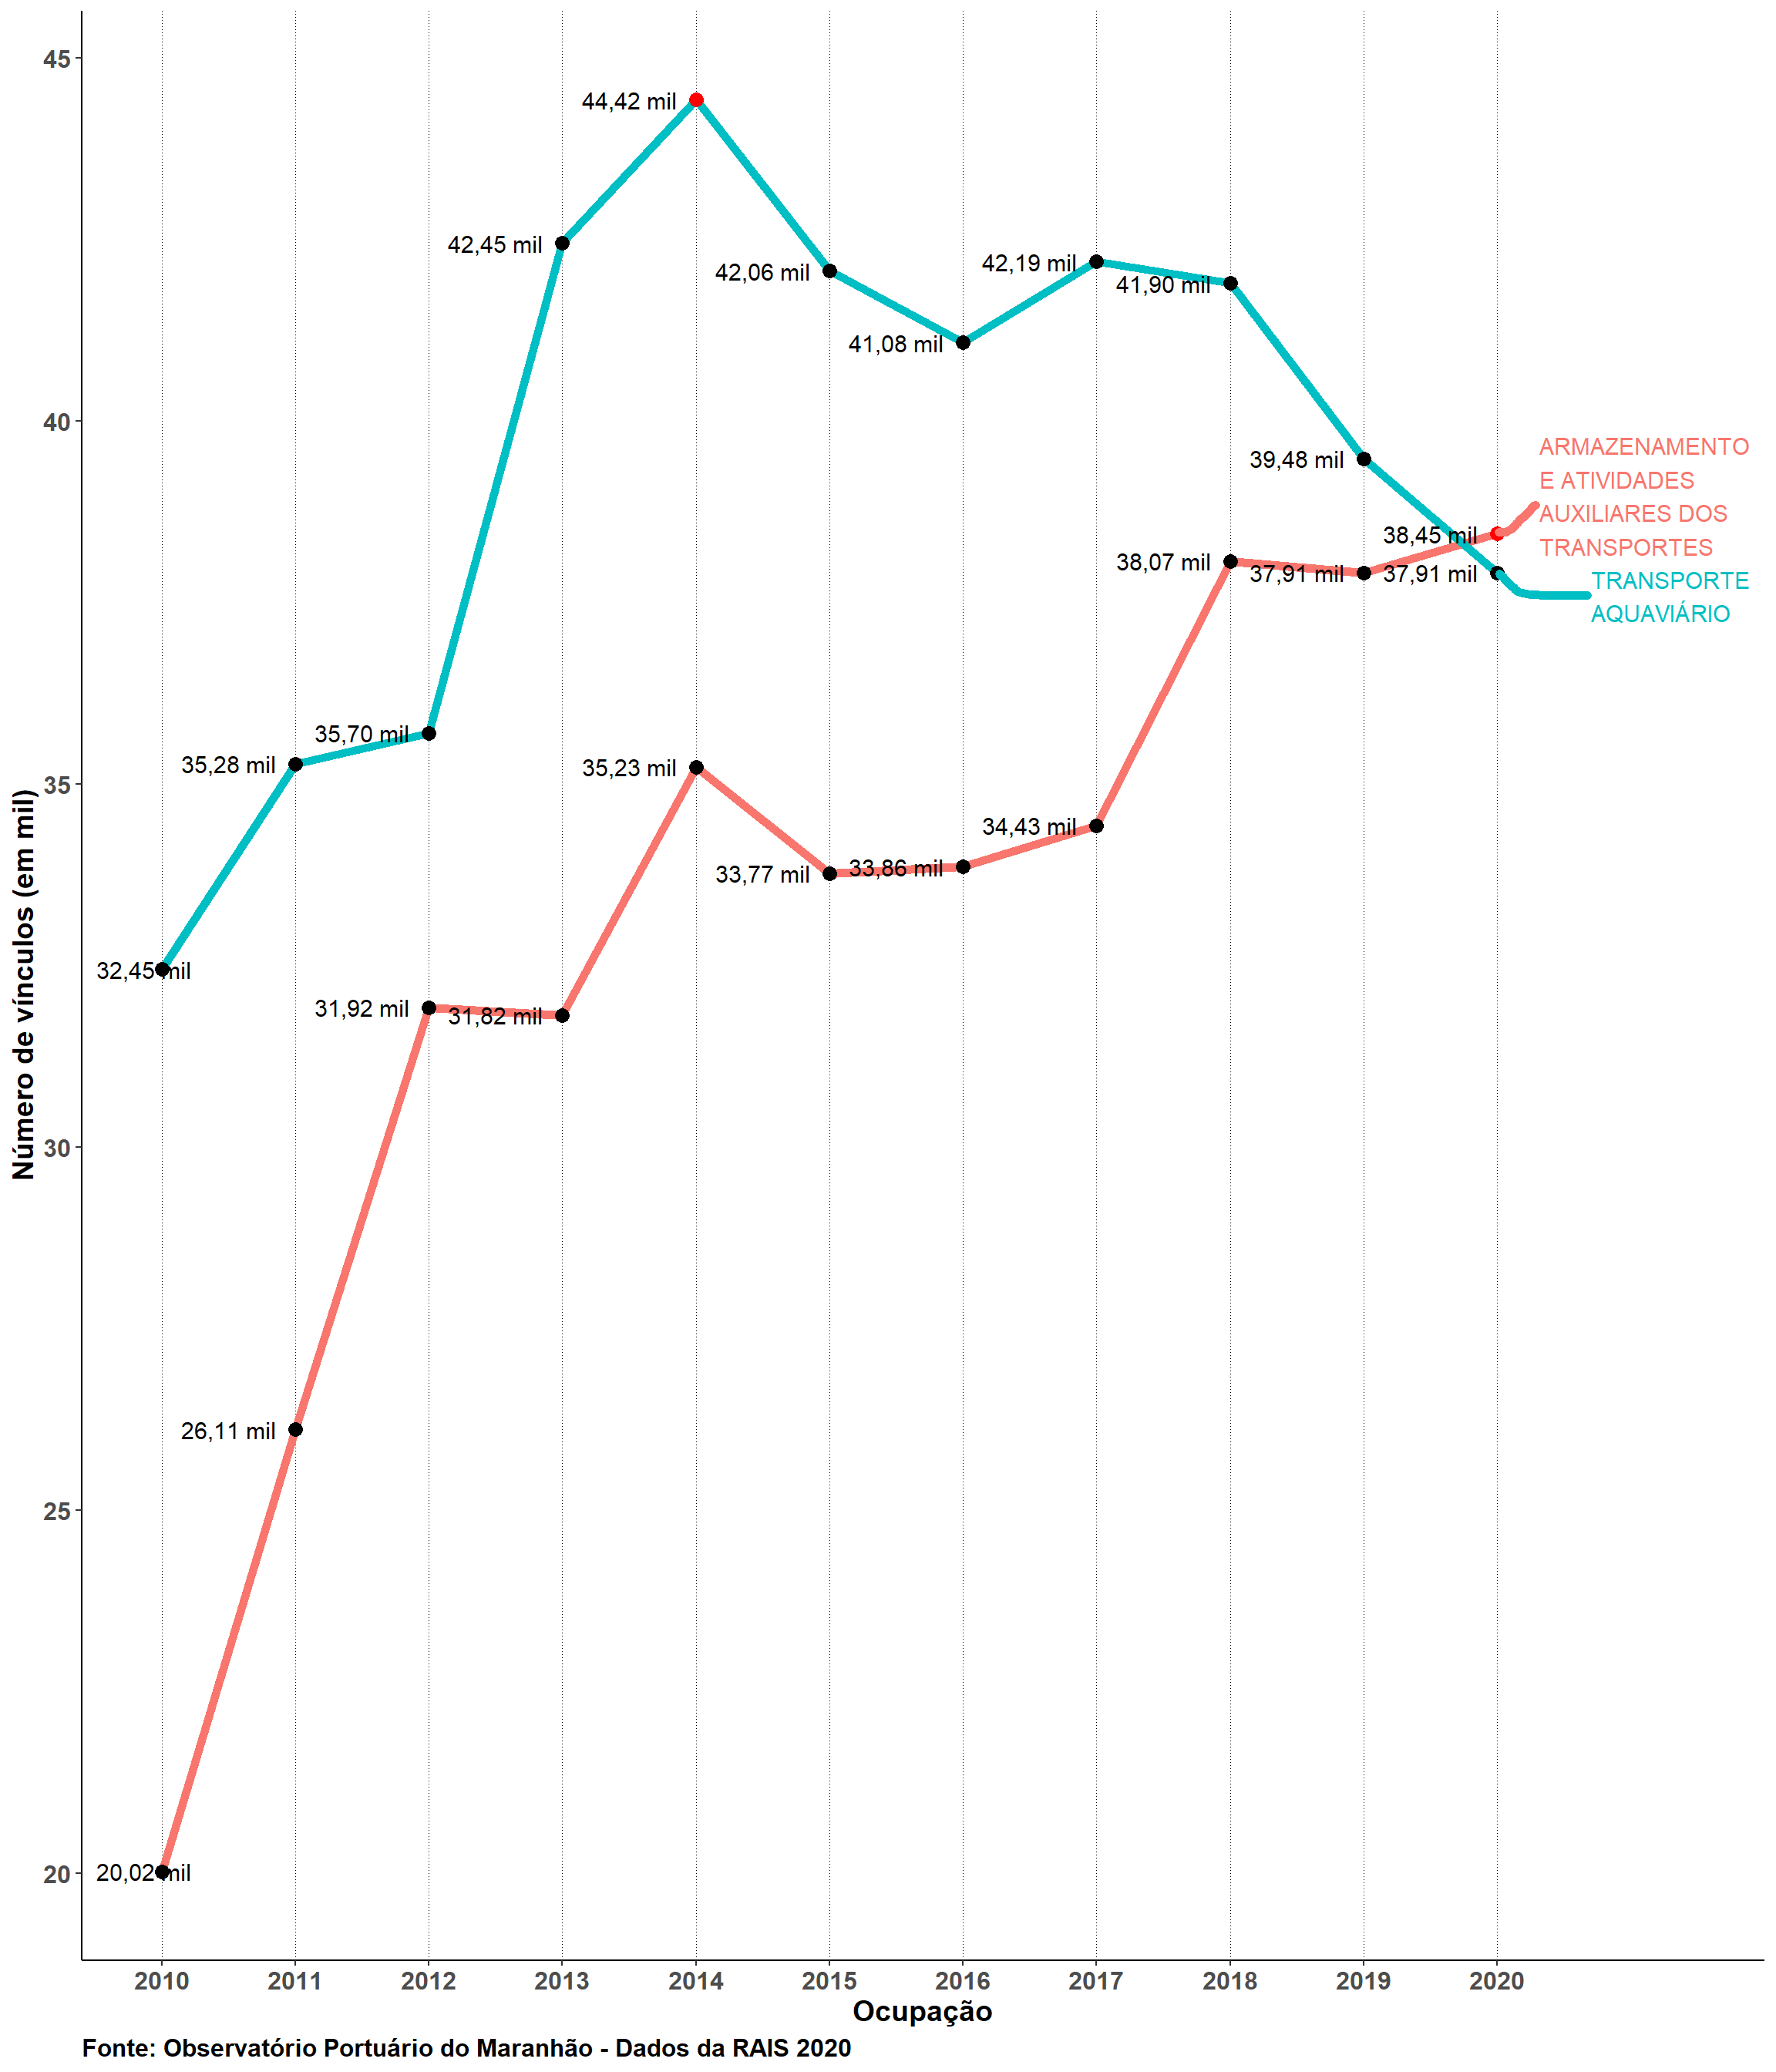 45
44,42 mil
42,45 mil
42,06 mil
42,19 mil
41,90 mil
41,08 mil
40
39,48 mil
ARMAZENAMENTO
E ATIVIDADES
AUXILIARES DOS
TRANSPORTES
38,45 mil
38,07 mil
37,91 mil
37,91 mil
TRANSPORTE
AQUAVIÁRIO
35,70 mil
35,28 mil
35,23 mil
35
34,43 mil
33,77 mil
33,86 mil
32,45 mil
31,92 mil
31,82 mil
30
26,11 mil
25
20,02 mil
20
Número de vínculos (em mil)
2010 2011 2012 2013 2014 2015 2016 2017 2018 2019 2020
Ocupação
Fonte: Observatório Portuário do Maranhão - Dados da RAIS 2020